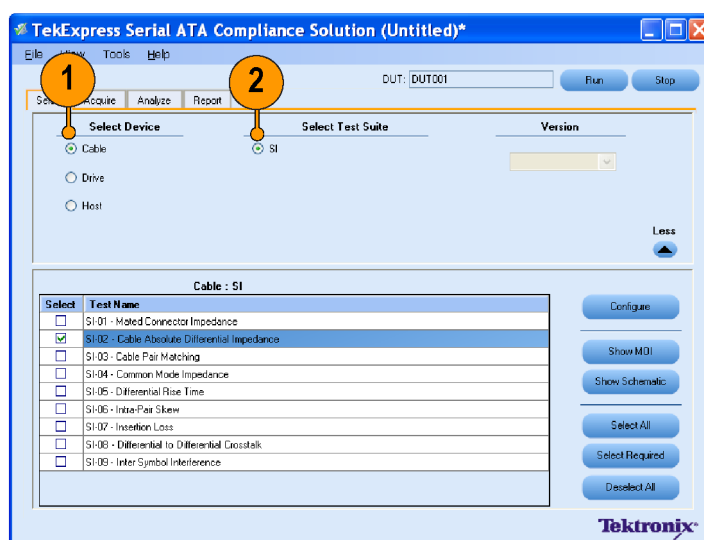 TekExpress Serial ATA Compliance Solution (Untitled)*
File View Tools Help
1
2
DUT: DUT001
Run
Stop
Acquire
Analyze
Report
Select Device
Select Test Suite
Version
Cable
SI
Drive
Host
Less
Cable : SI
Select Test Name
SI-01 - Mated Connector Impedance
SI-02 - Cable Absolute Differential Impedance
SI-03 - Cable Pair Matching
SI-04 - Common Mode Impedance
SI-05 - Differential Rise Time
SI-06 - Intra-Pair Skew
SI-07 - Insertion Loss
SI-08 - Differential to Differential Crosstalk
SI-09 - Inter Symbol Interference
Configure
Show MOI
Show Schematic
Select All
Select Required
Deselect All
Tektronix